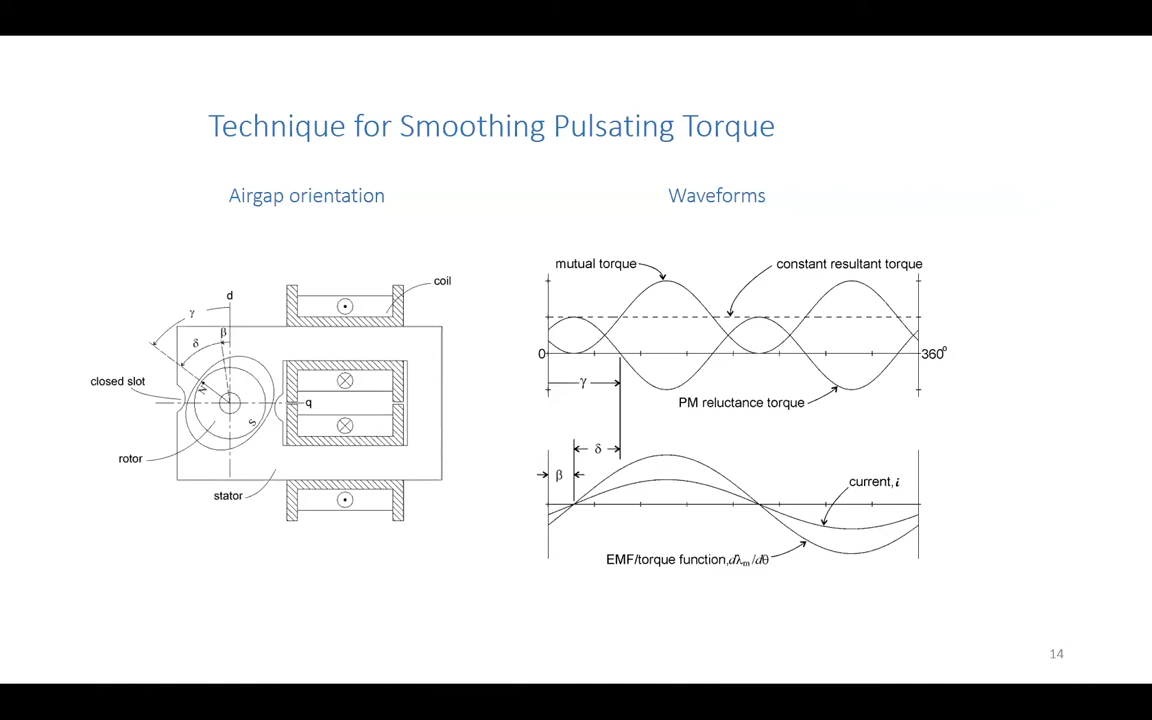 Technique for Smoothing Pulsating Torque
Airgap orientation
coil
d
γ
β
δ
closed slot
N
q
S
rotor
stator
Waveforms
mutual torque
constant resultant torque
0
360°
γ
PM reluctance torque
δ
β
current, i
EMF/torque function, dλm/dθ
14